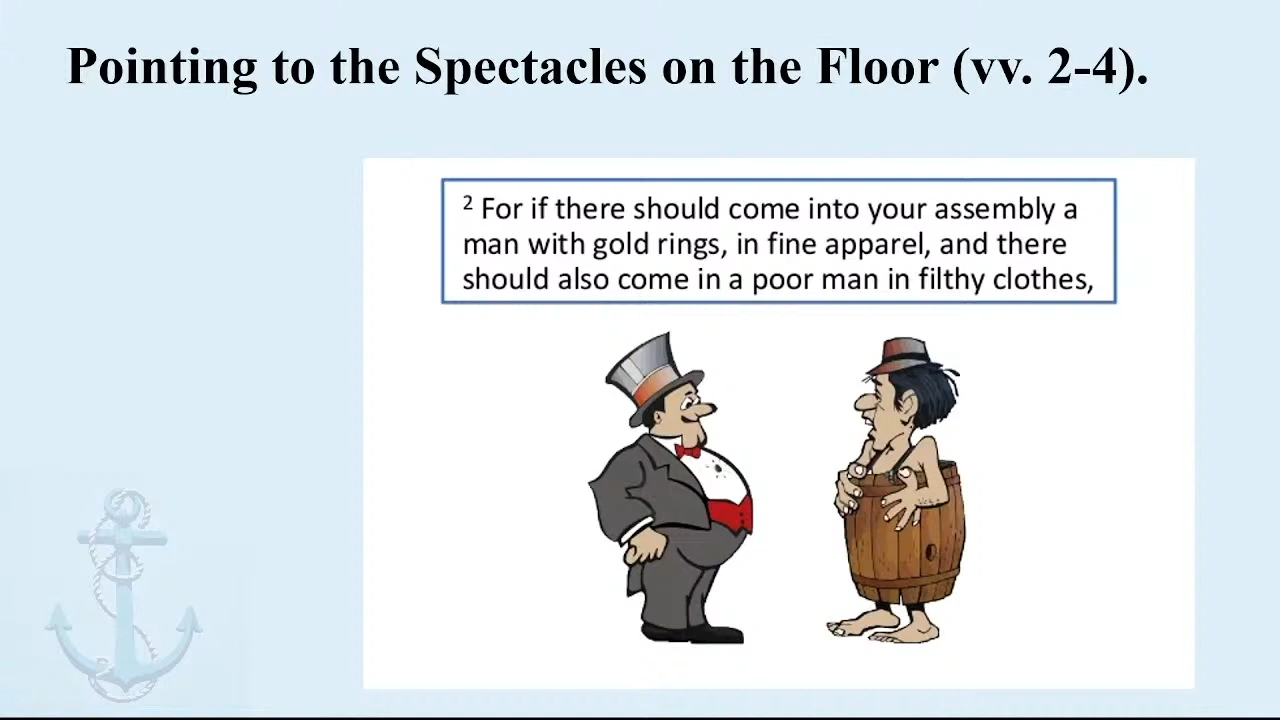 Pointing to the Spectacles on the Floor (vv. 2-4).
2 For if there should come into your assembly a
man with gold rings, in fine apparel, and there
should also come in a poor man in filthy clothes,